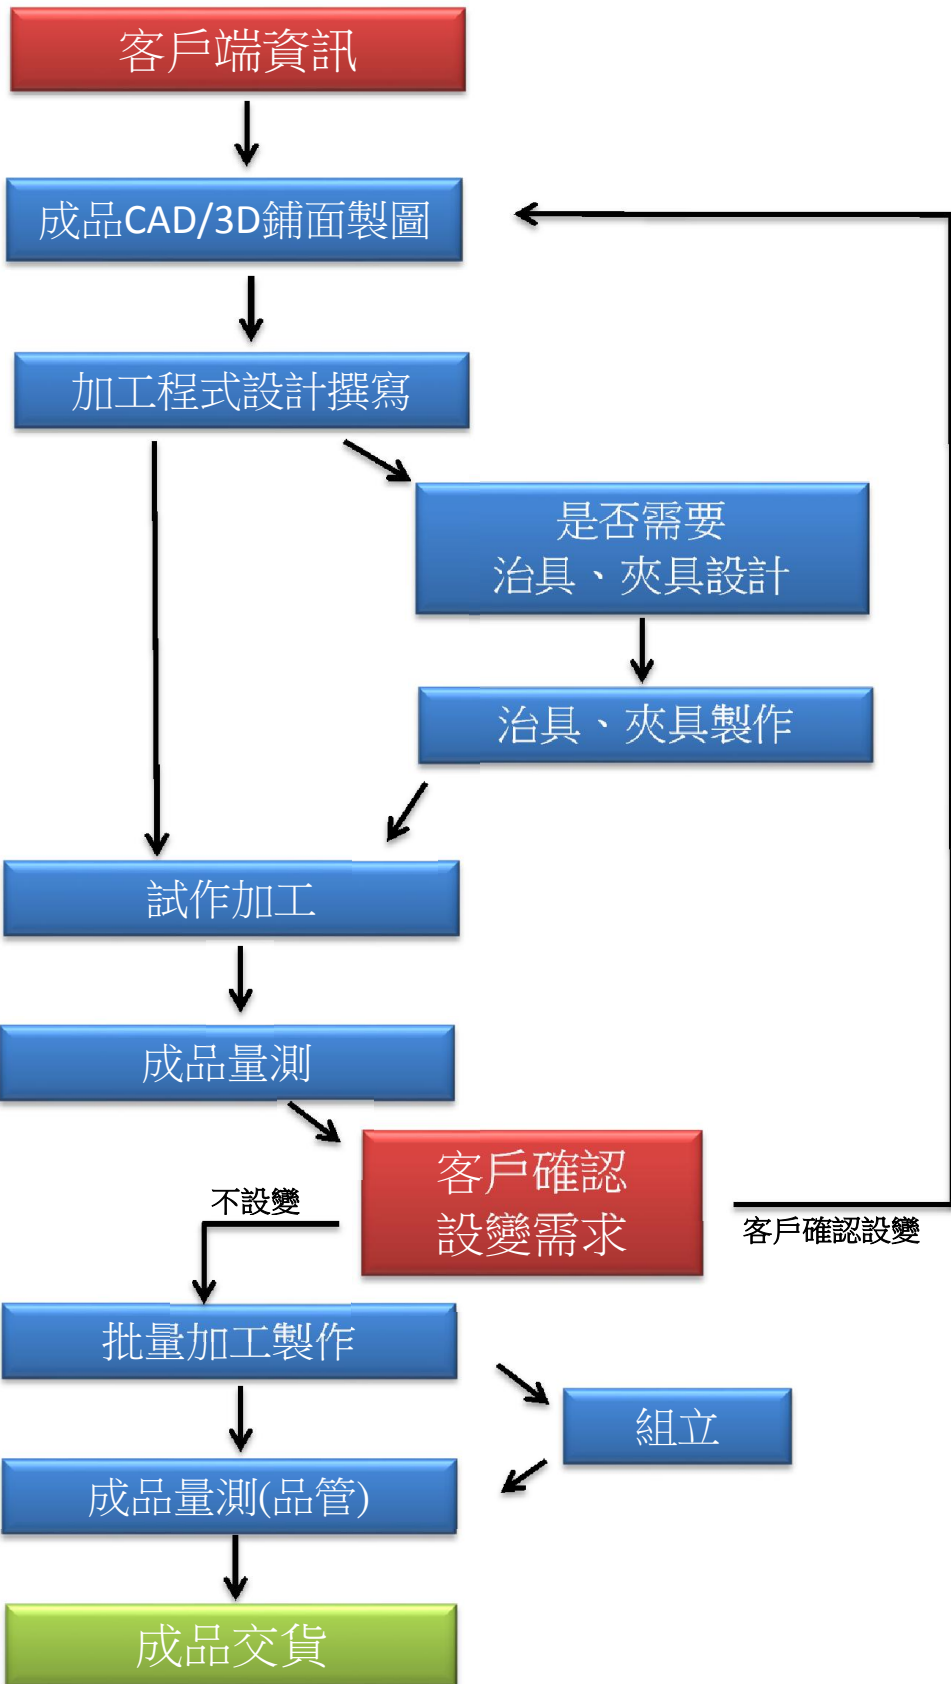 客戶端資訊
成品CAD/3D鋪面製圖
加工程式設計撰寫
是否需要
治具、夾具設計
治具、夾具製作
試作加工
成品量測
客戶確認
設變需求
不設變
客戶確認設變
批量加工製作
組立
成品量測(品管)
成品交貨